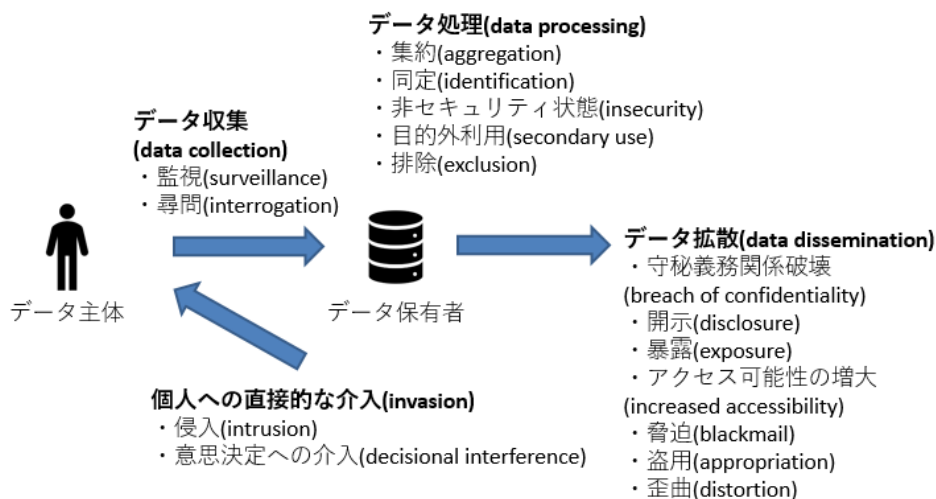 データ処理(data processing)
・集約(aggregation)
・同定(identification)
・非セキュリティ状態(insecurity)
・目的外利用(secondary use)
・排除(exclusion)
データ収集
(data collection)
・監視(surveillance)
・尋問(interrogation)
データ主体
データ保有者
データ拡散(data dissemination)
・守秘義務関係破壊
(breach of confidentiality)
・開示(disclosure)
・暴露(exposure)
・アクセス可能性の増大
(increased accessibility)
・脅迫(blackmail)
・盗用(appropriation)
・歪曲(distortion)
個人への直接的な介入(invasion)
・侵入(intrusion)
・意思決定への介入(decisional interference)